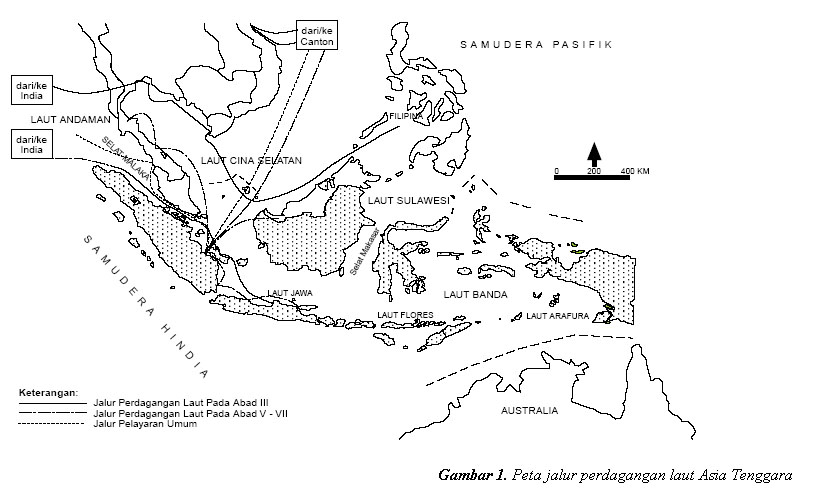 dari/ke
Canton
SAMUDERA PASIFIK
dari/ke
India
LAUT ANDAMAN
FILIPINA
dari/ke
India
SELAT MALAKA
LAUT CINA SELATAN
0 200 400 KM
LAUT SULAWESI
SAMUDERA HINDIA
Selat Makasar
LAUT JAWA
LAUT BANDA
LAUT FLORES
LAUT ARAFURA
Keterangan:
Jalur Perdagangan Laut Pada Abad III
Jalur Perdagangan Laut Pada Abad V - VII
Jalur Pelayaran Umum
AUSTRALIA
Gambar 1. Peta jalur perdagangan laut Asia Tenggara